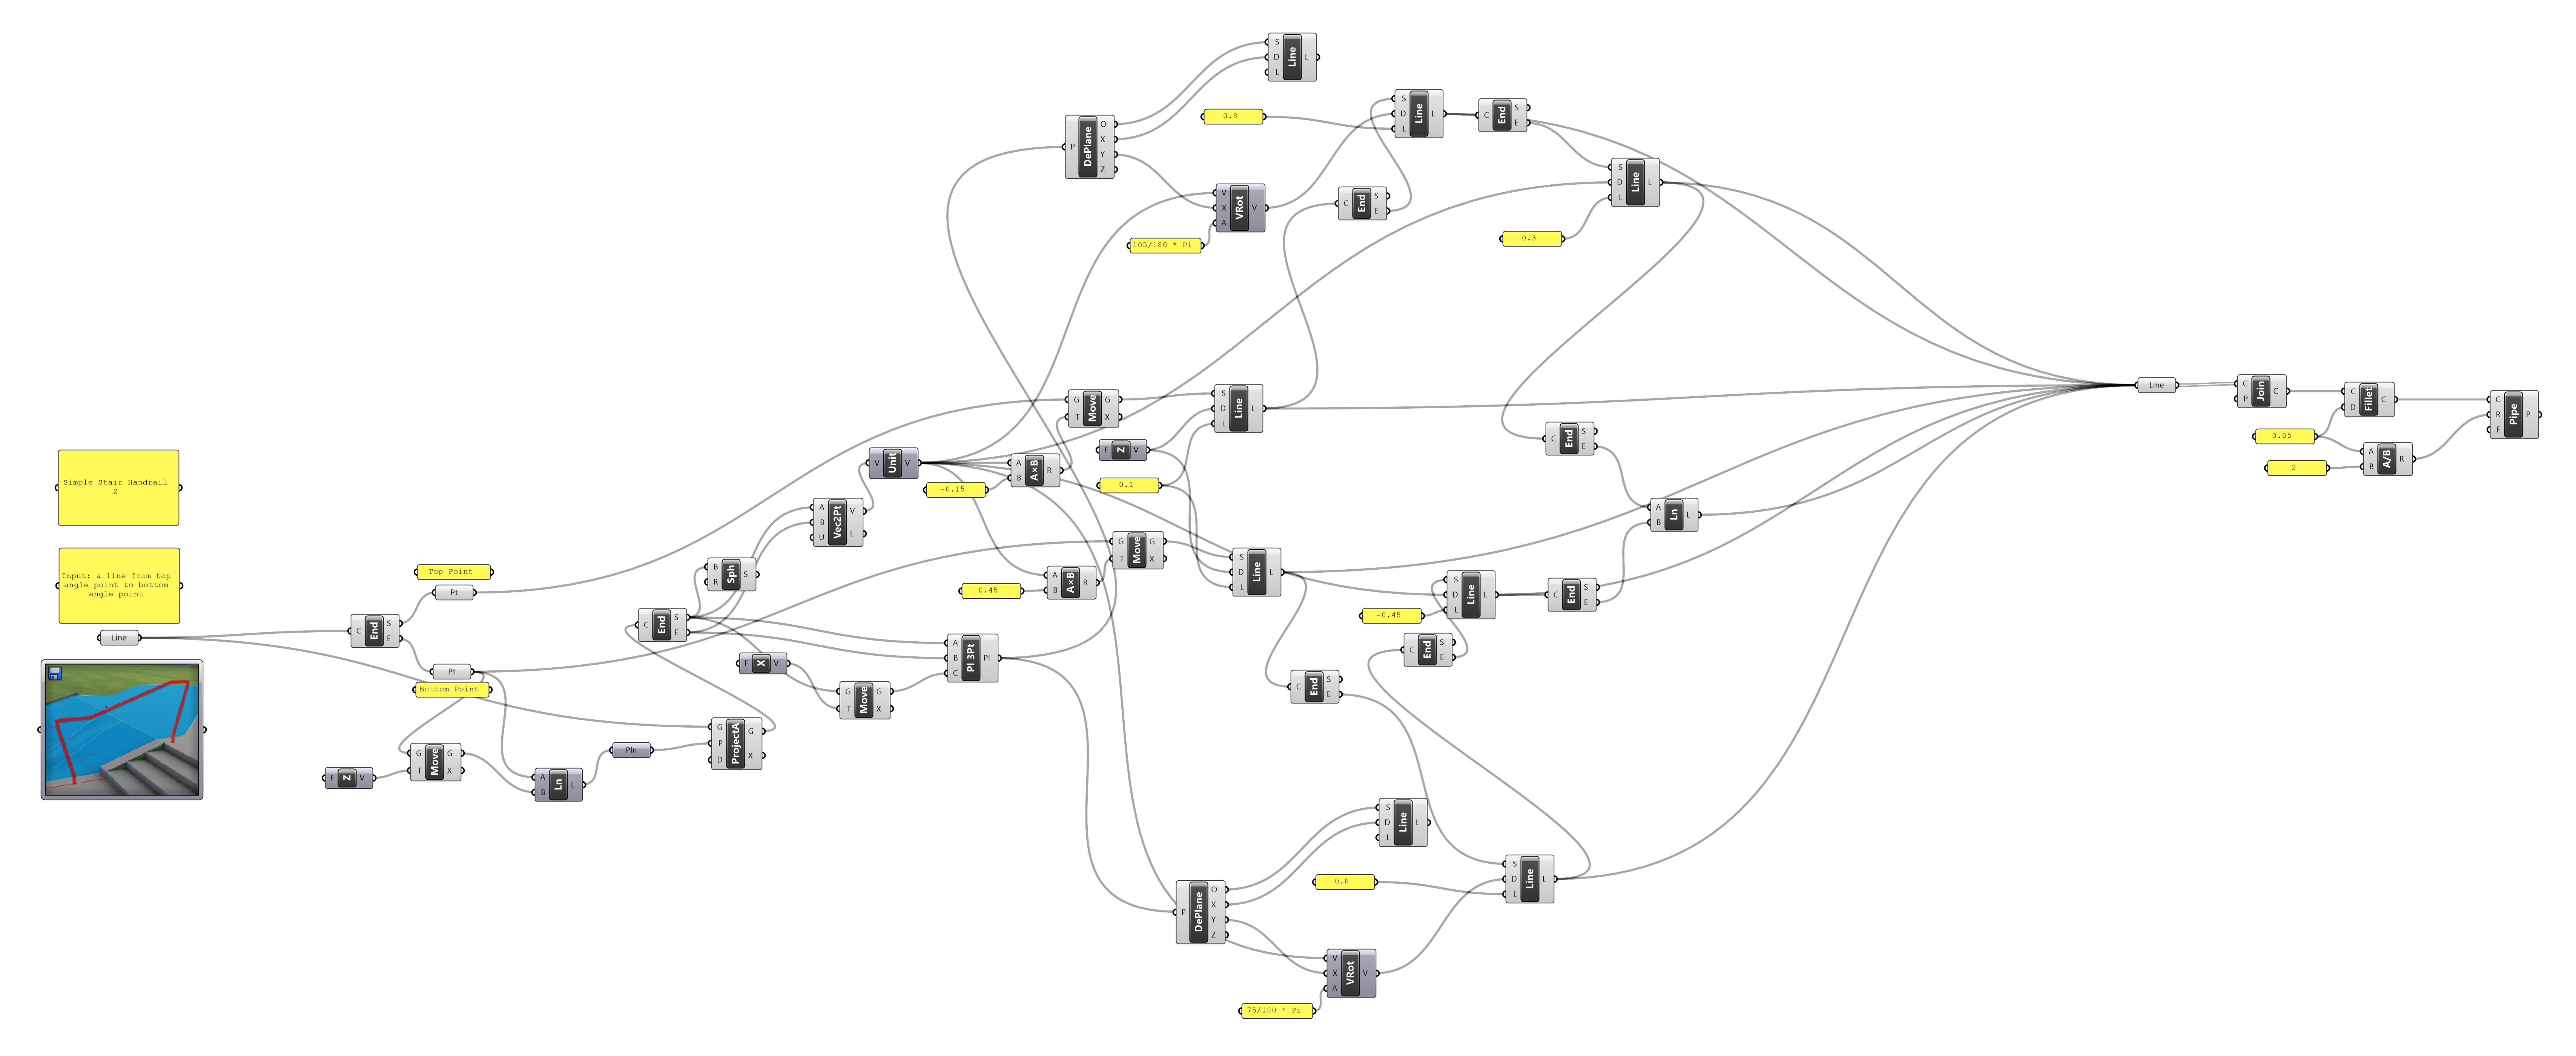 Simple Stair Handrail
2
Input: a line from top
angle point to bottom
angle point
Line
C
End
S
E
Top Point
Pt
Pt
Bottom Point
F
Z
V
G
T
Move
G
X
A
B
Ln
L
Pln
G
P
D
ProjectA
G
X
C
End
S
E
B
R
Sph
S
F
X
V
G
T
Move
G
X
A
B
U
Vec2Pt
V
L
V
Unit
V
A
B
C
Pl 3Pt
Pl
-0.15
A
B
A×B
R
0.45
A
B
A×B
R
G
T
Move
G
X
G
T
Move
G
X
F
Z
V
0.1
S
D
L
Line
L
S
D
L
Line
L
P
DePlane
O
X
Y
Z
S
D
L
Line
L
0.8
105/180 * Pi
V
X
A
VRot
V
C
End
S
E
S
D
L
Line
L
C
End
S
E
0.3
S
D
L
Line
L
C
End
S
E
A
B
Ln
L
-0.45
S
D
L
Line
L
C
End
S
E
C
End
S
E
C
End
S
E
P
DePlane
O
X
Y
Z
S
D
L
Line
L
0.8
75/180 * Pi
V
X
A
VRot
V
S
D
L
Line
L
Line
C
P
Join
C
C
D
Fillet
C
0.05
2
A
B
A/B
R
C
R
E
Pipe
P